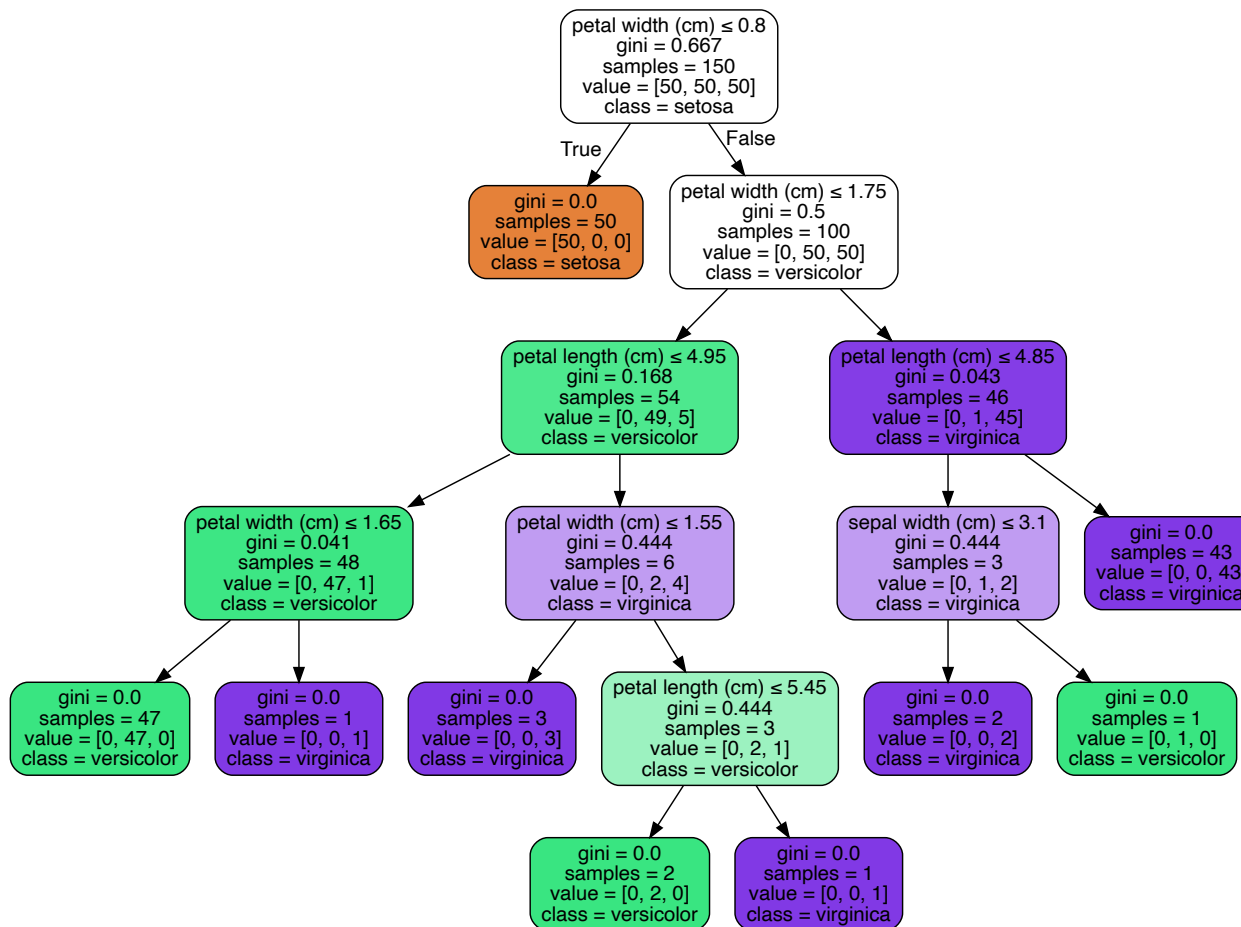 petal width (cm) ≤ 0.8
gini = 0.667
samples = 150
value = [50, 50, 50]
class = setosa
True
False
gini = 0.0
samples = 50
value = [50, 0, 0]
class = setosa
petal width (cm) ≤ 1.75
gini = 0.5
samples = 100
value = [0, 50, 50]
class = versicolor
petal length (cm) ≤ 4.95
gini = 0.168
samples = 54
value = [0, 49, 5]
class = versicolor
petal length (cm) ≤ 4.85
gini = 0.043
samples = 46
value = [0, 1, 45]
class = virginica
petal width (cm) ≤ 1.65
gini = 0.041
samples = 48
value = [0, 47, 1]
class = versicolor
petal width (cm) ≤ 1.55
gini = 0.444
samples = 6
value = [0, 2, 4]
class = virginica
sepal width (cm) ≤ 3.1
gini = 0.444
samples = 3
value = [0, 1, 2]
class = virginica
gini = 0.0
samples = 43
value = [0, 0, 43
class = virginica
gini = 0.0
samples = 47
value = [0, 47, 0]
class = versicolor
gini = 0.0
samples = 1
value = [0, 0, 1]
class = virginica
gini = 0.0
samples = 3
value = [0, 0, 3]
class = virginica
petal length (cm) ≤ 5.45
gini = 0.444
samples = 3
value = [0, 2, 1]
class = versicolor
gini = 0.0
samples = 2
value = [0, 0, 2]
class = virginica
gini = 0.0
samples = 1
value = [0, 1, 0]
class = versicolor
gini = 0.0
samples = 2
value = [0, 2, 0]
class = versicolor
gini = 0.0
samples = 1
value = [0, 0, 1]
class = virginica